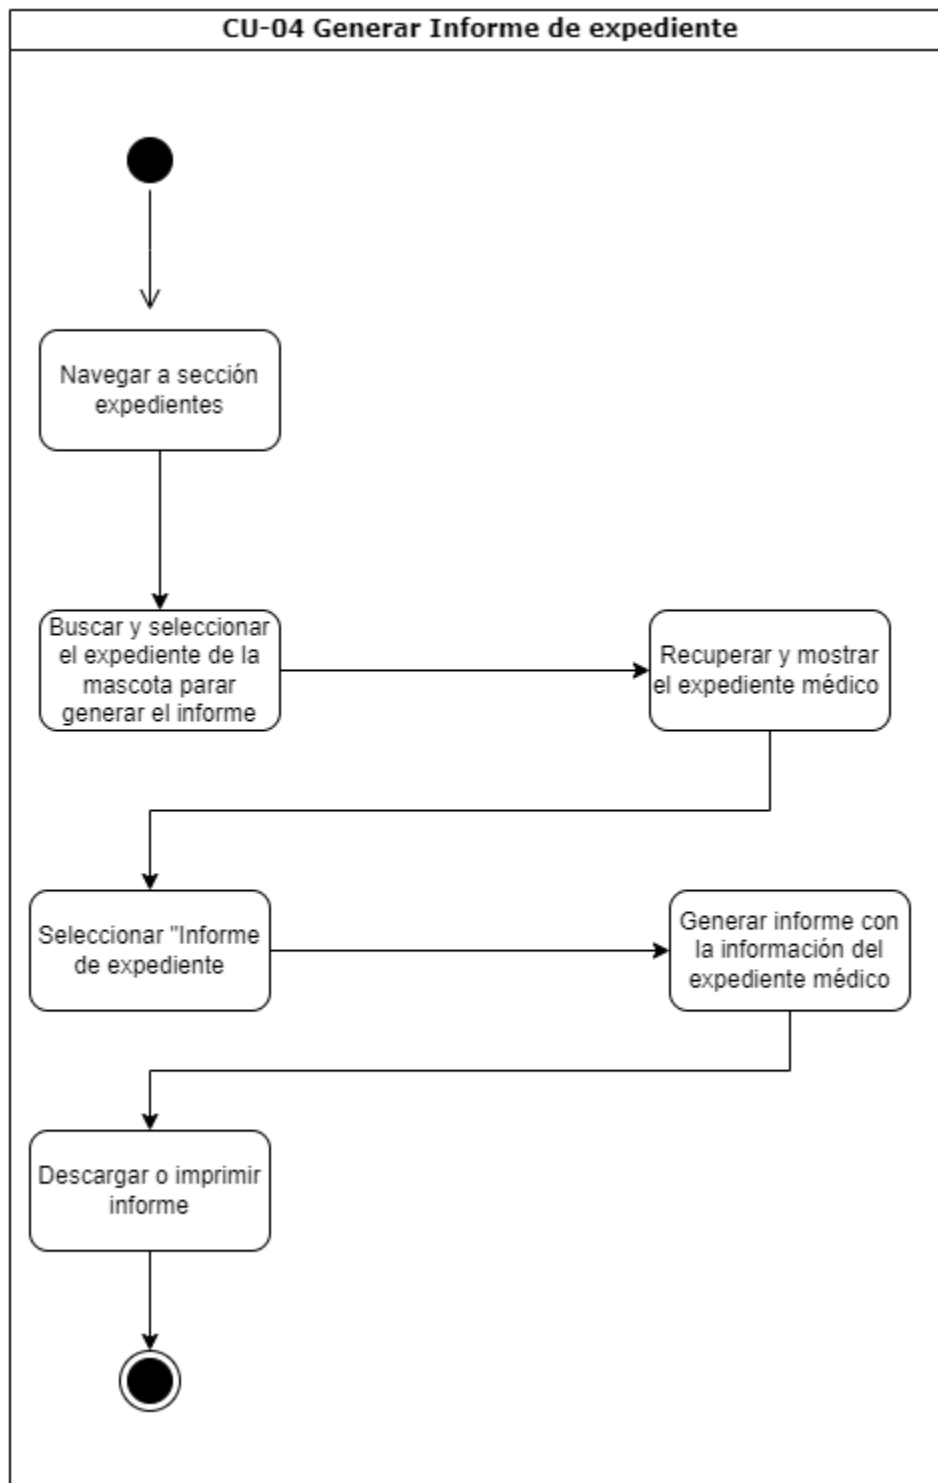 CU-04 Generar Informe de expediente
Navegar a sección
expedientes
Buscar y seleccionar
el expediente de la
mascota parar
generar el informe
Recuperar y mostrar
el expediente médico
Seleccionar "Informe
de expediente
Generar informe con
la información del
expediente médico
Descargar o imprimir
informe